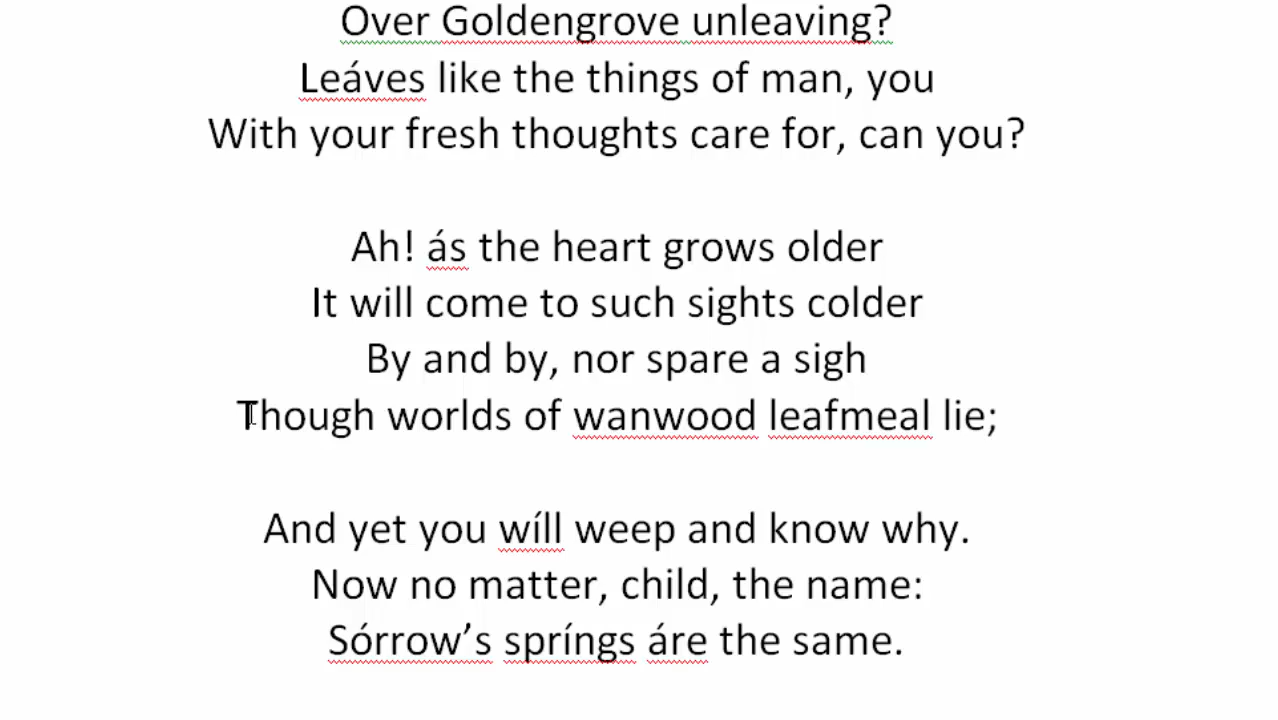 Over Goldengrove unleaving?
Leáves like the things of man, you
With your fresh thoughts care for, can you?
Ah! ás the heart grows older
It will come to such sights colder
By and by, nor spare a sigh
Though worlds of wanwood leafmeal lie;
And yet you wíll weep and know why.
Now no matter, child, the name:
Sórrow’s spríngs áre the same.